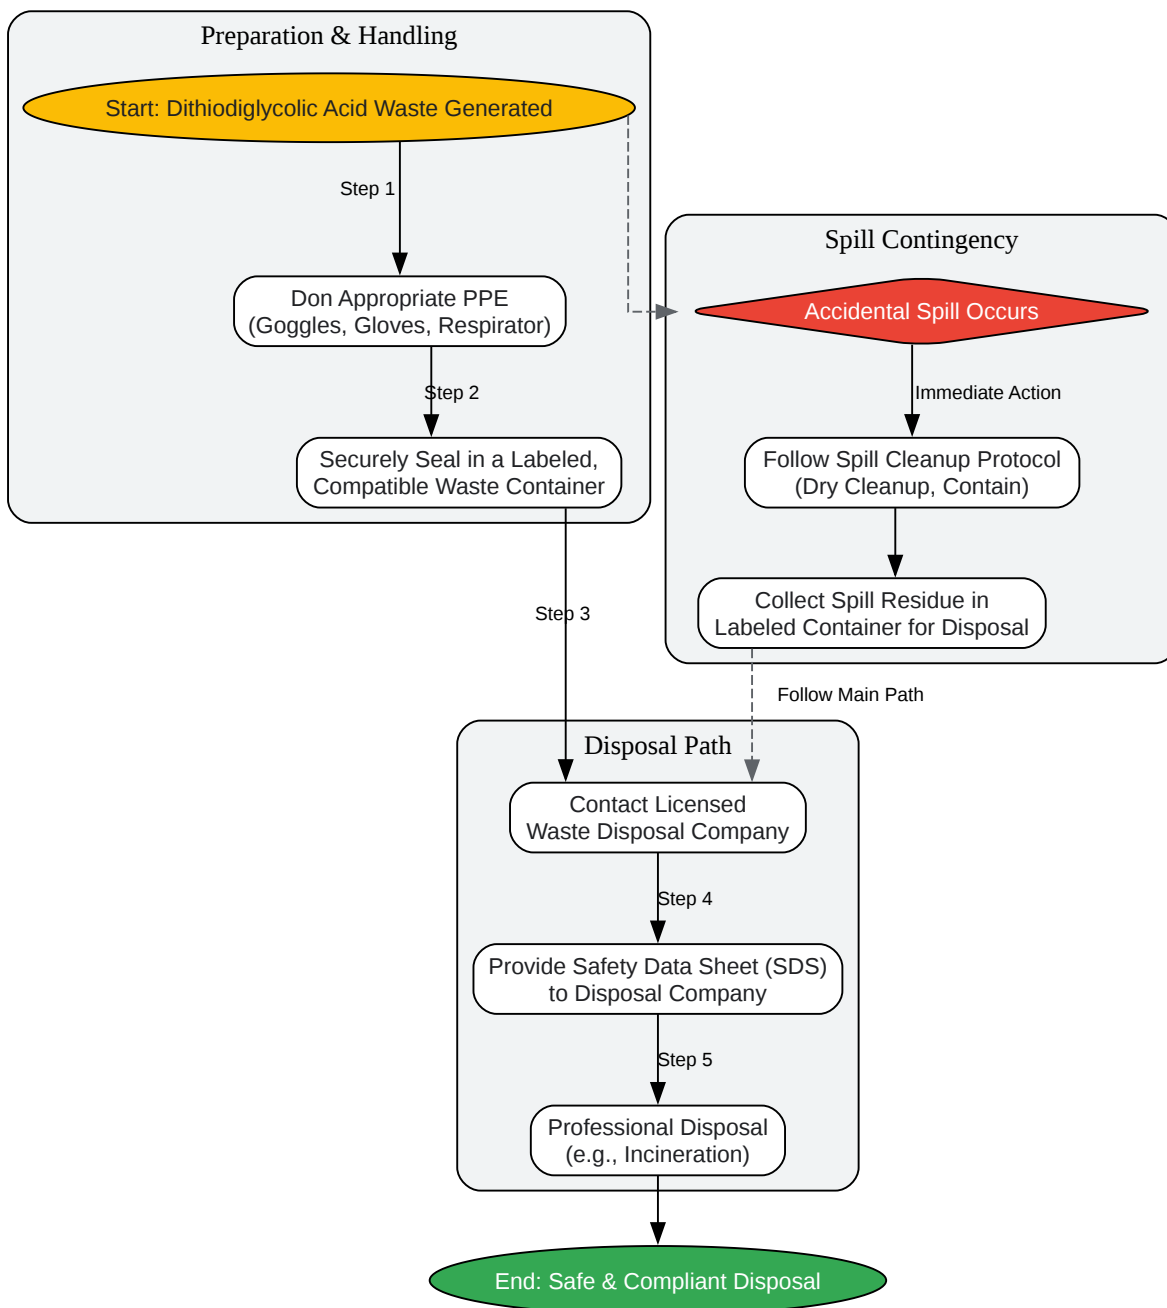 Preparation & Handling
Start: Dithiodiglycolic Acid Waste Generated
Step 1
Don Appropriate PPE
(Goggles, Gloves, Respirator)
Step 2
Securely Seal in a Labeled,
Compatible Waste Container
Spill Contingency
Accidental Spill Occurs
Immediate Action
Follow Spill Cleanup Protocol
(Dry Cleanup, Contain)
Collect Spill Residue in
Labeled Container for Disposal
Step 3
Follow Main Path
Disposal Path
Contact Licensed
Waste Disposal Company
Step 4
Provide Safety Data Sheet (SDS)
to Disposal Company
Step 5
Professional Disposal
(e.g., Incineration)
End: Safe & Compliant Disposal